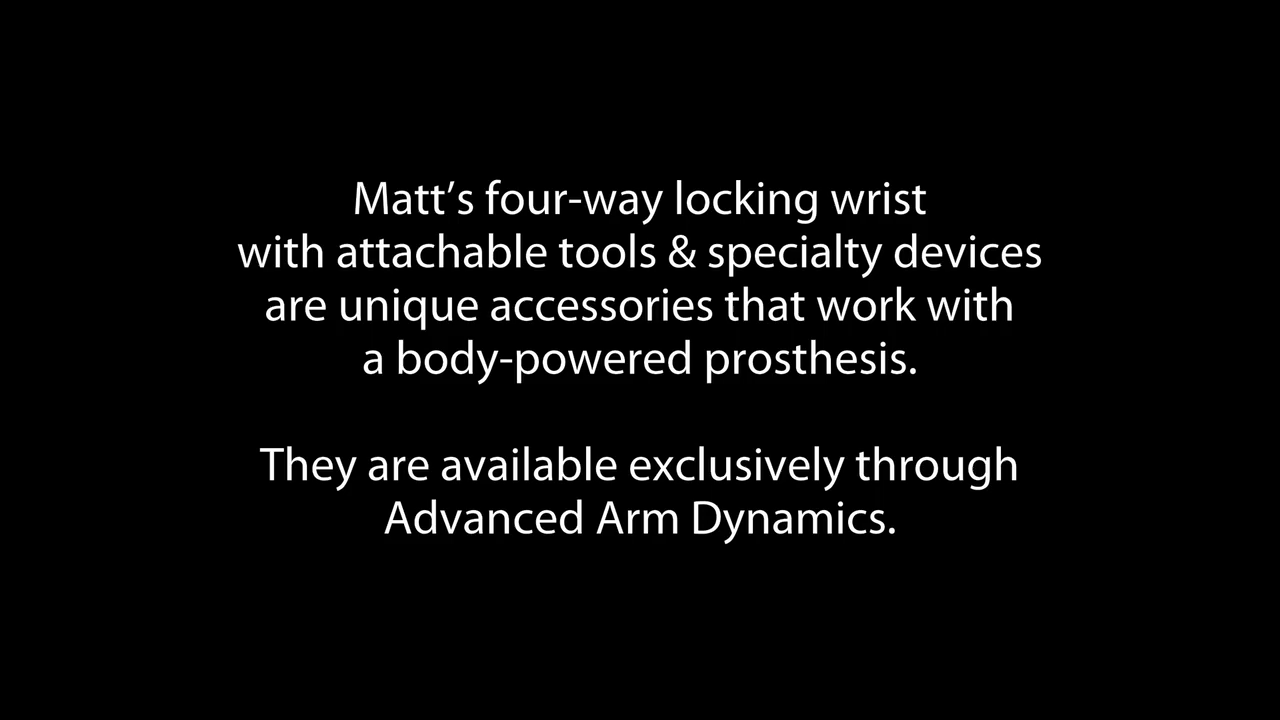 Matt’s four-way locking wrist
with attachable tools & specialty devices
are unique accessories that work with
a body-powered prosthesis.
They are available exclusively through
Advanced Arm Dynamics.